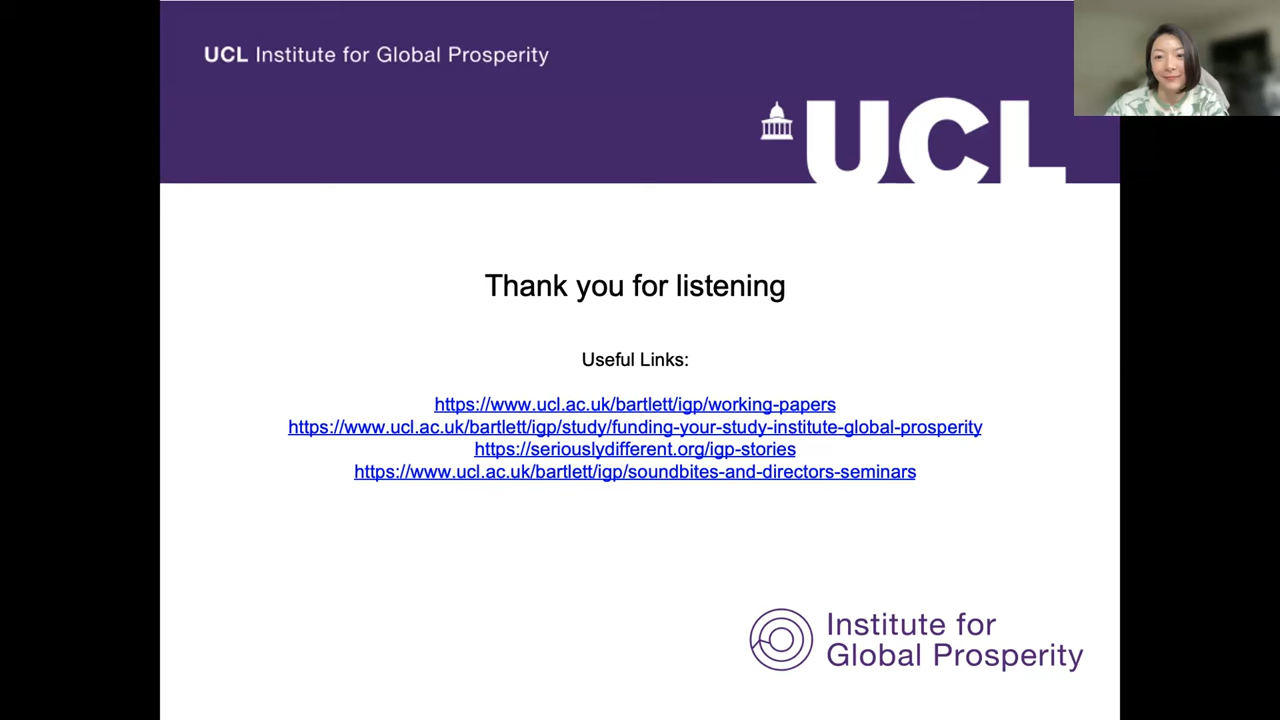 UCL Institute for Global Prosperity
UCL
Thank you for listening
Useful Links:
https://www.ucl.ac.uk/bartlett/igp/working-papers
https://www.ucl.ac.uk/bartlett/igp/study/funding-your-study-institute-global-prosperity
https://seriouslydifferent.org/igp-stories
https://www.ucl.ac.uk/bartlett/igp/soundbites-and-directors-seminars
Institute for
Global Prosperity